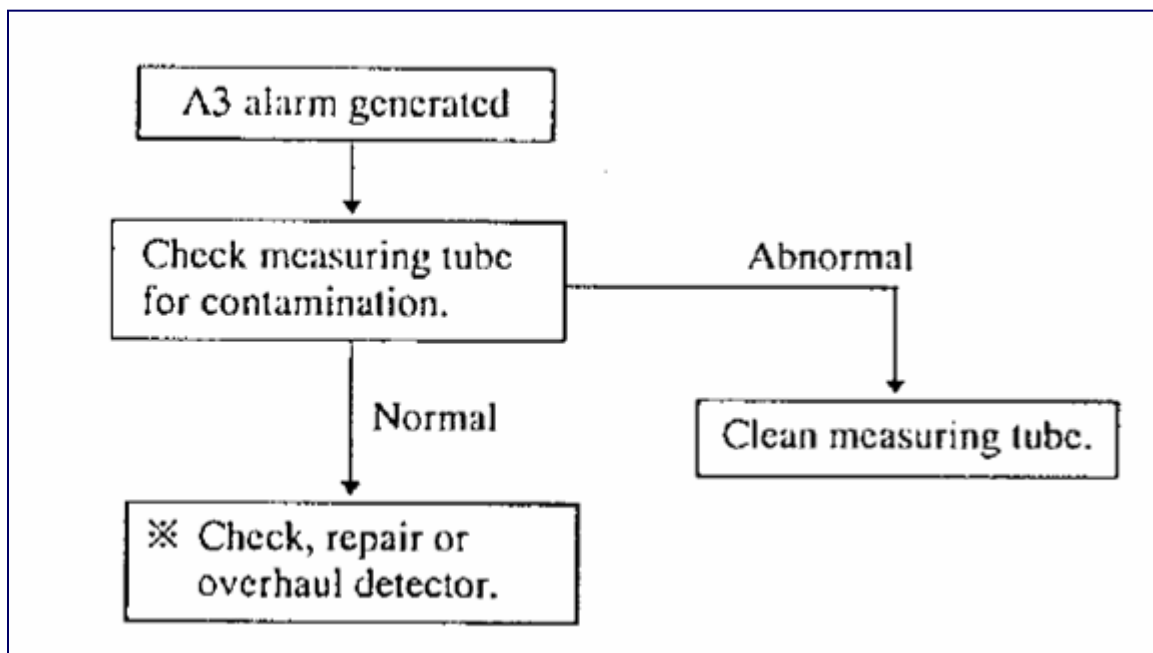 A3 alarm generated
Check measuring tube
for contamination.
Abnormal
Normal
Clean measuring tube.
※ Check, repair or
overhaul detector.